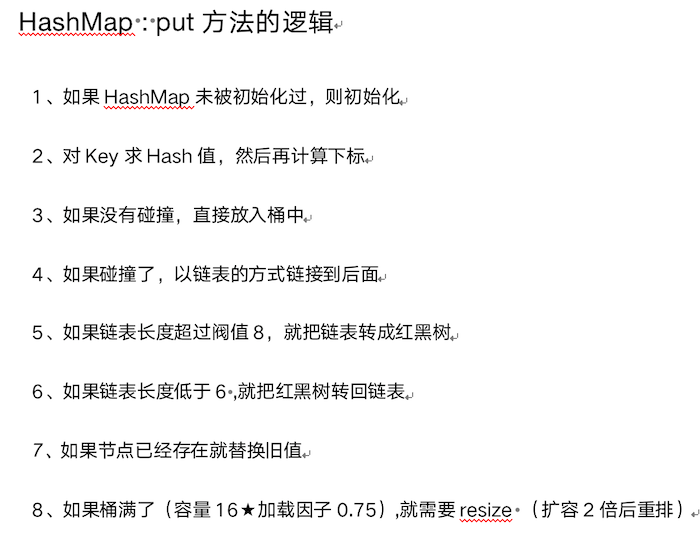 HashMap::put 方法的逻辑
1、如果 HashMap 未被初始化过，则初始化
2、对 Key 求 Hash 值，然后再计算下标
3、如果没有碰撞，直接放入桶中
4、如果碰撞了，以链表的方式链接到后面
5、如果链表长度超过阀值 8，就把链表转成红黑树
6、如果链表长度低于 6 ,就把红黑树转回链表
7、如果节点已经存在就替换旧值
8、如果桶满了（容量 16★加载因子 0.75）,就需要 resize （扩容 2 倍后重排）